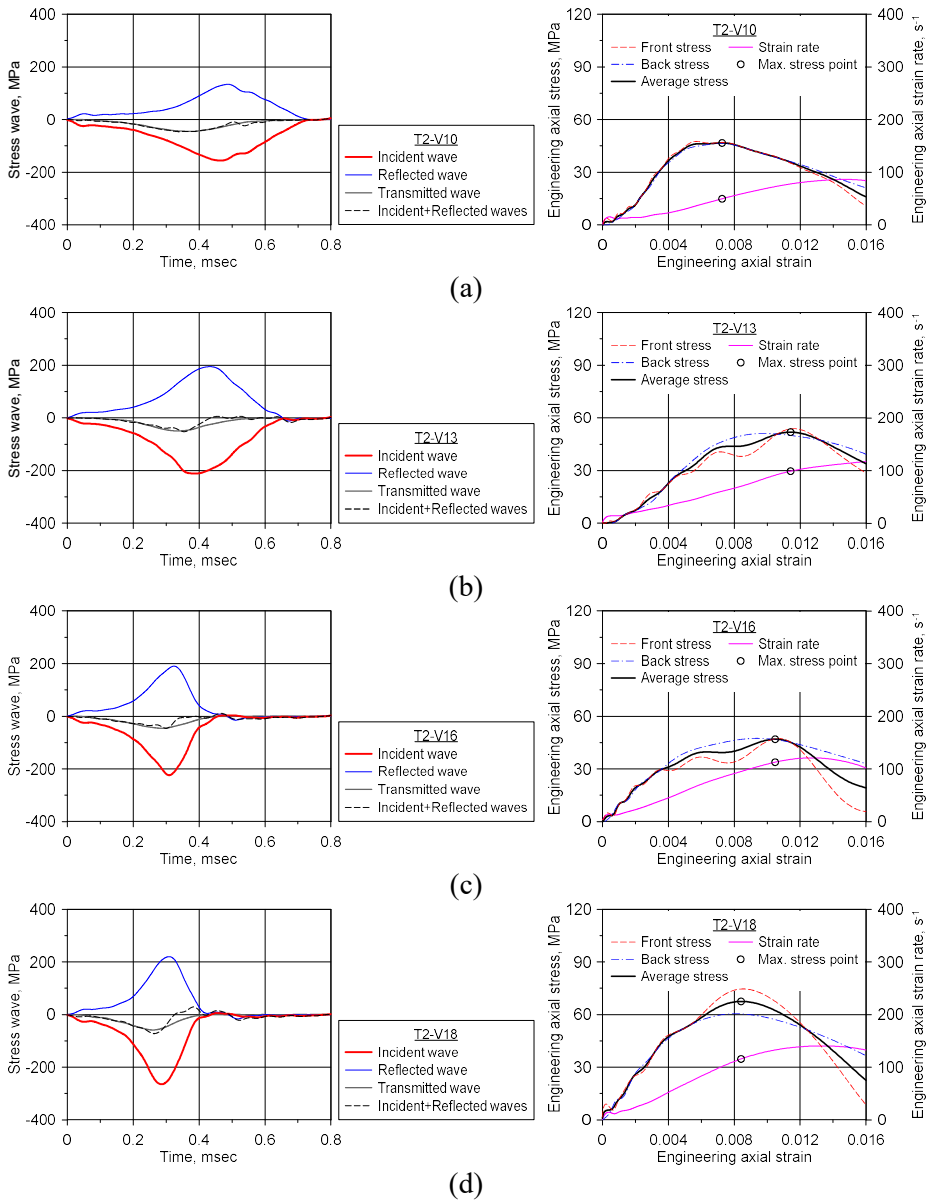 400
200
0
-200
-400
Stress wave, MPa
0 0.2 0.4 0.6 0.8
Time, msec
T2-V10
Incident wave
Reflected wave
Transmitted wave
Incident+Reflected waves
120
90
60
30
0
Engineering axial stress, MPa
T2-V10
Front stress Strain rate
Back stress Max. stress point
Average stress
400
300
200
100
0
Engineering axial strain rate, s-1
0 0.004 0.008 0.012 0.016
Engineering axial strain
(a)
400
200
0
-200
-400
Stress wave, MPa
0 0.2 0.4 0.6 0.8
Time, msec
T2-V13
Incident wave
Reflected wave
Transmitted wave
Incident+Reflected waves
120
90
60
30
0
Engineering axial stress, MPa
T2-V13
Front stress Strain rate
Back stress Max. stress point
Average stress
400
300
200
100
0
Engineering axial strain rate, s-1
0 0.004 0.008 0.012 0.016
Engineering axial strain
(b)
400
200
0
-200
-400
Stress wave, MPa
0 0.2 0.4 0.6 0.8
Time, msec
T2-V16
Incident wave
Reflected wave
Transmitted wave
Incident+Reflected waves
120
90
60
30
0
Engineering axial stress, MPa
T2-V16
Front stress Strain rate
Back stress Max. stress point
Average stress
400
300
200
100
0
Engineering axial strain rate, s-1
0 0.004 0.008 0.012 0.016
Engineering axial strain
(c)
400
200
0
-200
-400
Stress wave, MPa
0 0.2 0.4 0.6 0.8
Time, msec
T2-V18
Incident wave
Reflected wave
Transmitted wave
Incident+Reflected waves
120
90
60
30
0
Engineering axial stress, MPa
T2-V18
Front stress Strain rate
Back stress Max. stress point
Average stress
400
300
200
100
0
Engineering axial strain rate, s-1
0 0.004 0.008 0.012 0.016
Engineering axial strain
(d)